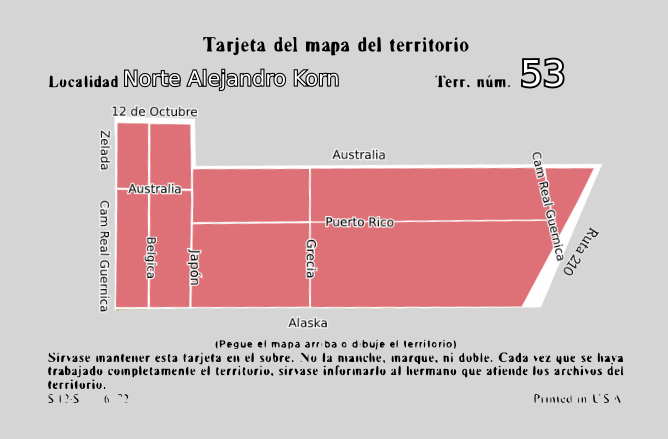 Tarjeta del mapa del territorio
Localidad Norte Alejandro Korn Terr. núm. 53
12 de Octubre
Zelada
Australia
Australia
Cam Real Guernica
Cam Real Guernica
Puerto Rico
Belgica
Japón
Grecia
Ruta 210
Alaska
(Pegue el mapa arriba o dibuje el territorio)
Sírvase mantener esta tarjeta en el sobre. No la manche, marque, ni doble. Cada vez que se haya
trabajado completamente el territorio, sírvase informarlo al hermano que atiende los archivos del
territorio.
S-12-S 6-72 Printed in U.S.A.